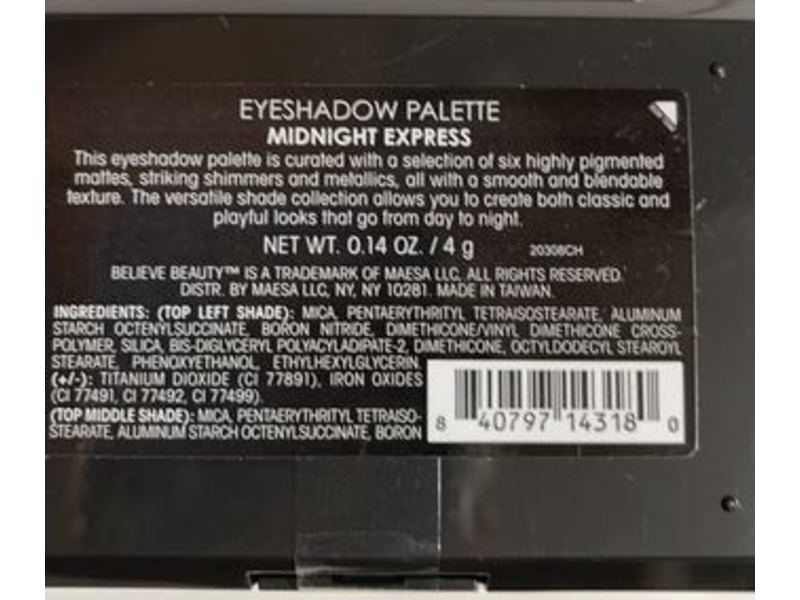 EYESHADOW PALETTE
MIDNIGHT EXPRESS
This eyeshadow palette is curated with a selection of six highly pigmented
mattes, striking shimmers and metallics, all with a smooth and blendable
texture. The versatile shade collection allows you to create both classic and
playful looks that go from day to night.
NET WT. 0.14 OZ. / 4 g 20308CH
BELIEVE BEAUTY™ IS A TRADEMARK OF MAESA LLC. ALL RIGHTS RESERVED.
DISTR. BY MAESA LLC, NY, NY 10281. MADE IN TAIWAN.
INGREDIENTS: (TOP LEFT SHADE): MICA, PENTAERYTHRITYL TETRAISOSTEARATE, ALUMINUM
STARCH OCTENYLSUCCINATE, BORON NITRIDE, DIMETHICONE/VINYL DIMETHICONE CROSS-
POLYMER, SILICA, BIS-DIGLYCERYL POLYACYLADIPATE-2, DIMETHICONE, OCTYLDODECYL STEAROYL
STEARATE, PHENOXYETHANOL, ETHYLHEXYLGLYCERIN.
(+/-): TITANIUM DIOXIDE (CI 77891), IRON OXIDES
(CI 77491, CI 77492, CI 77499).
(TOP MIDDLE SHADE): MICA, PENTAERYTHRITYL TETRAISO-
STEARATE, ALUMINUM STARCH OCTENYLSUCCINATE, BORON
8 40797 14318 0